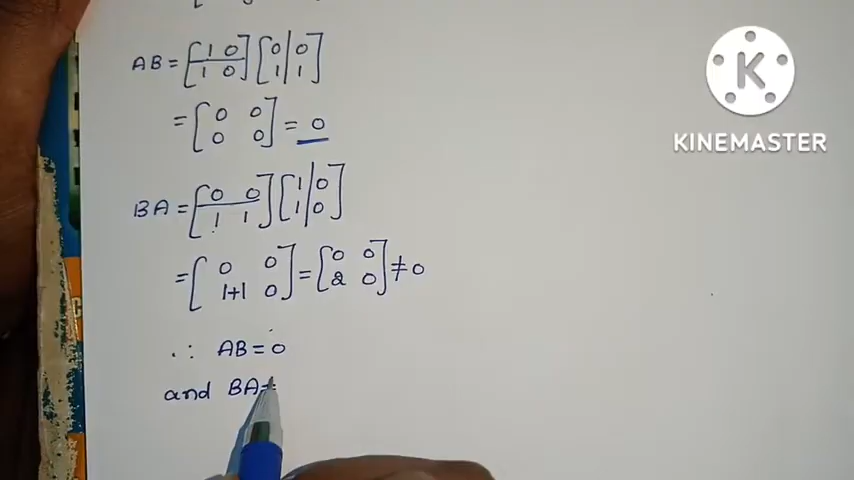 AB = [1 0 / 1 0] [0 0 / 1 1]
= [0 0 / 0 0] = 0
BA = [0 0 / 1 1] [1 0 / 1 0]
= [0 0 / 1+1 0] = [0 0 / 2 0] ≠ 0
∴ AB = 0
and BA =
KINEMASTER